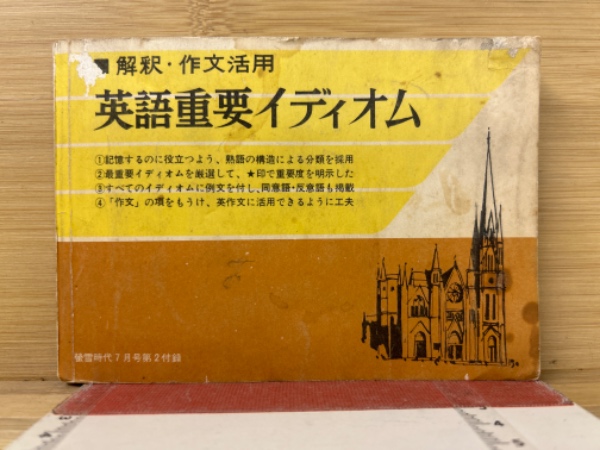 解釈・作文活用
英語重要イディオム
①記憶するのに役立つよう、熟語の構造による分類を採用
②最重要イディオムを厳選して、★印で重要度を明示した
③すべてのイディオムに例文を付し、同意語・反意語も掲載
④「作文」の項をもうけ、英作文に活用できるように工夫
螢雪時代7月号第2付録